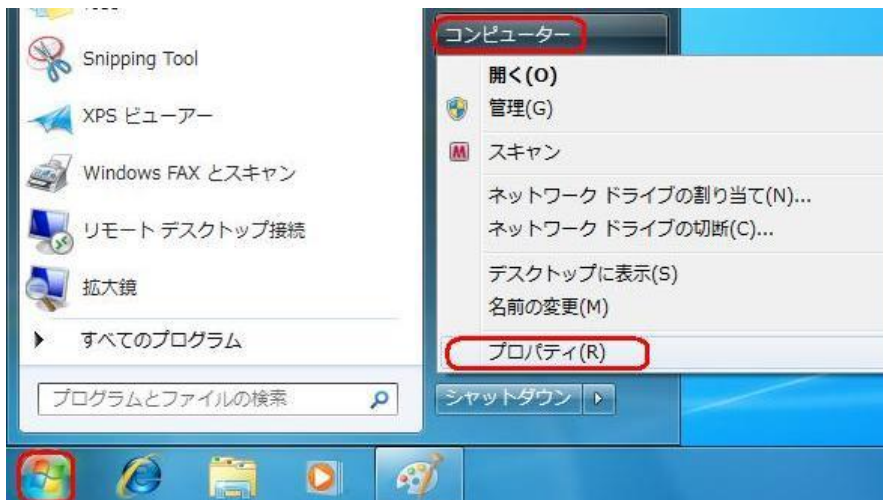 Snipping Tool
XPS ビューアー
Windows FAX とスキャン
リモート デスクトップ接続
拡大鏡
すべてのプログラム
プログラムとファイルの検索
コンピューター
開く(O)
管理(G)
M スキャン
ネットワーク ドライブの割り当て(N)...
ネットワーク ドライブの切断(C)...
デスクトップに表示(S)
名前の変更(M)
プロパティ(R)
シャットダウン